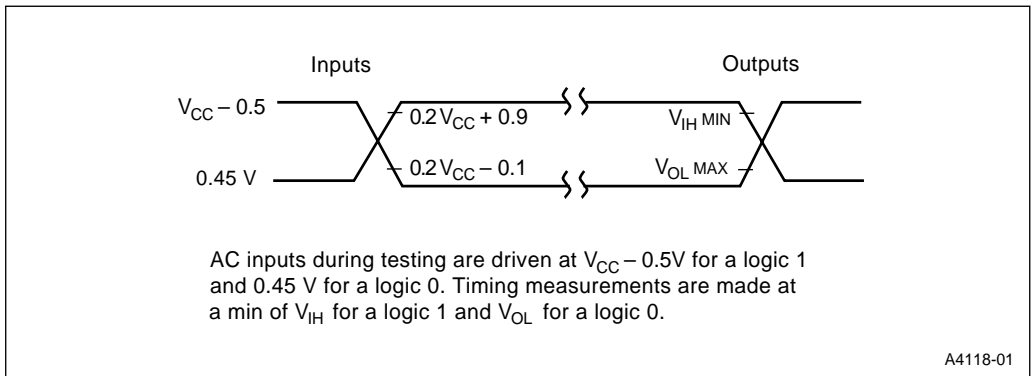 Inputs Outputs
V_CC – 0.5
0.2 V_CC + 0.9
V_IH MIN
0.45 V
0.2 V_CC – 0.1
V_OL MAX
AC inputs during testing are driven at V_CC – 0.5V for a logic 1
and 0.45 V for a logic 0. Timing measurements are made at
a min of V_IH for a logic 1 and V_OL for a logic 0.
A4118-01